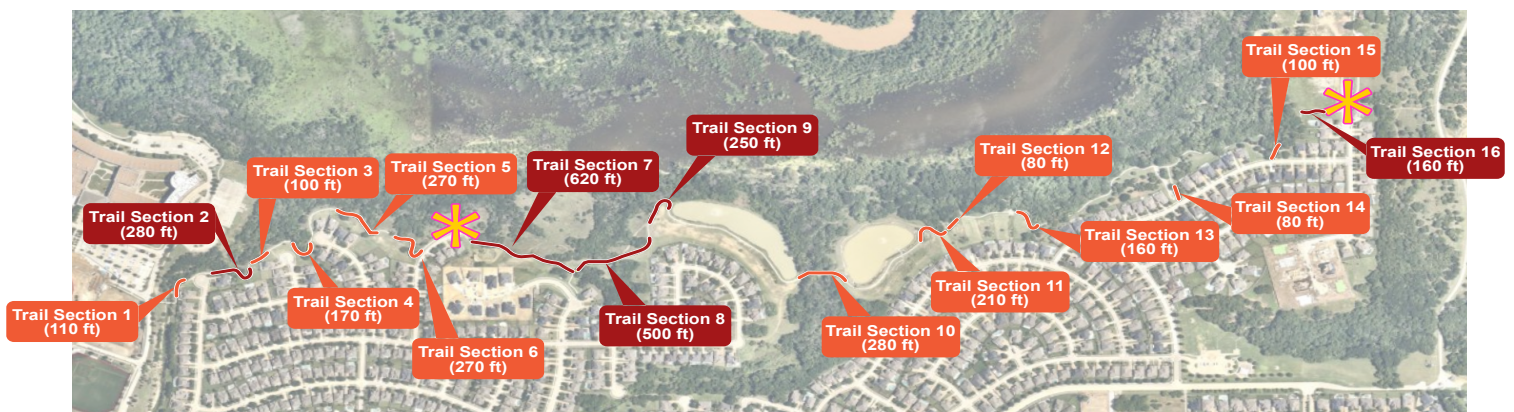 Trail Section 1
(110 ft)
Trail Section 2
(280 ft)
Trail Section 3
(100 ft)
Trail Section 4
(170 ft)
Trail Section 5
(270 ft)
Trail Section 6
(270 ft)
Trail Section 7
(620 ft)
Trail Section 8
(500 ft)
Trail Section 9
(250 ft)
Trail Section 10
(280 ft)
Trail Section 11
(210 ft)
Trail Section 12
(80 ft)
Trail Section 13
(160 ft)
Trail Section 14
(80 ft)
Trail Section 15
(100 ft)
Trail Section 16
(160 ft)